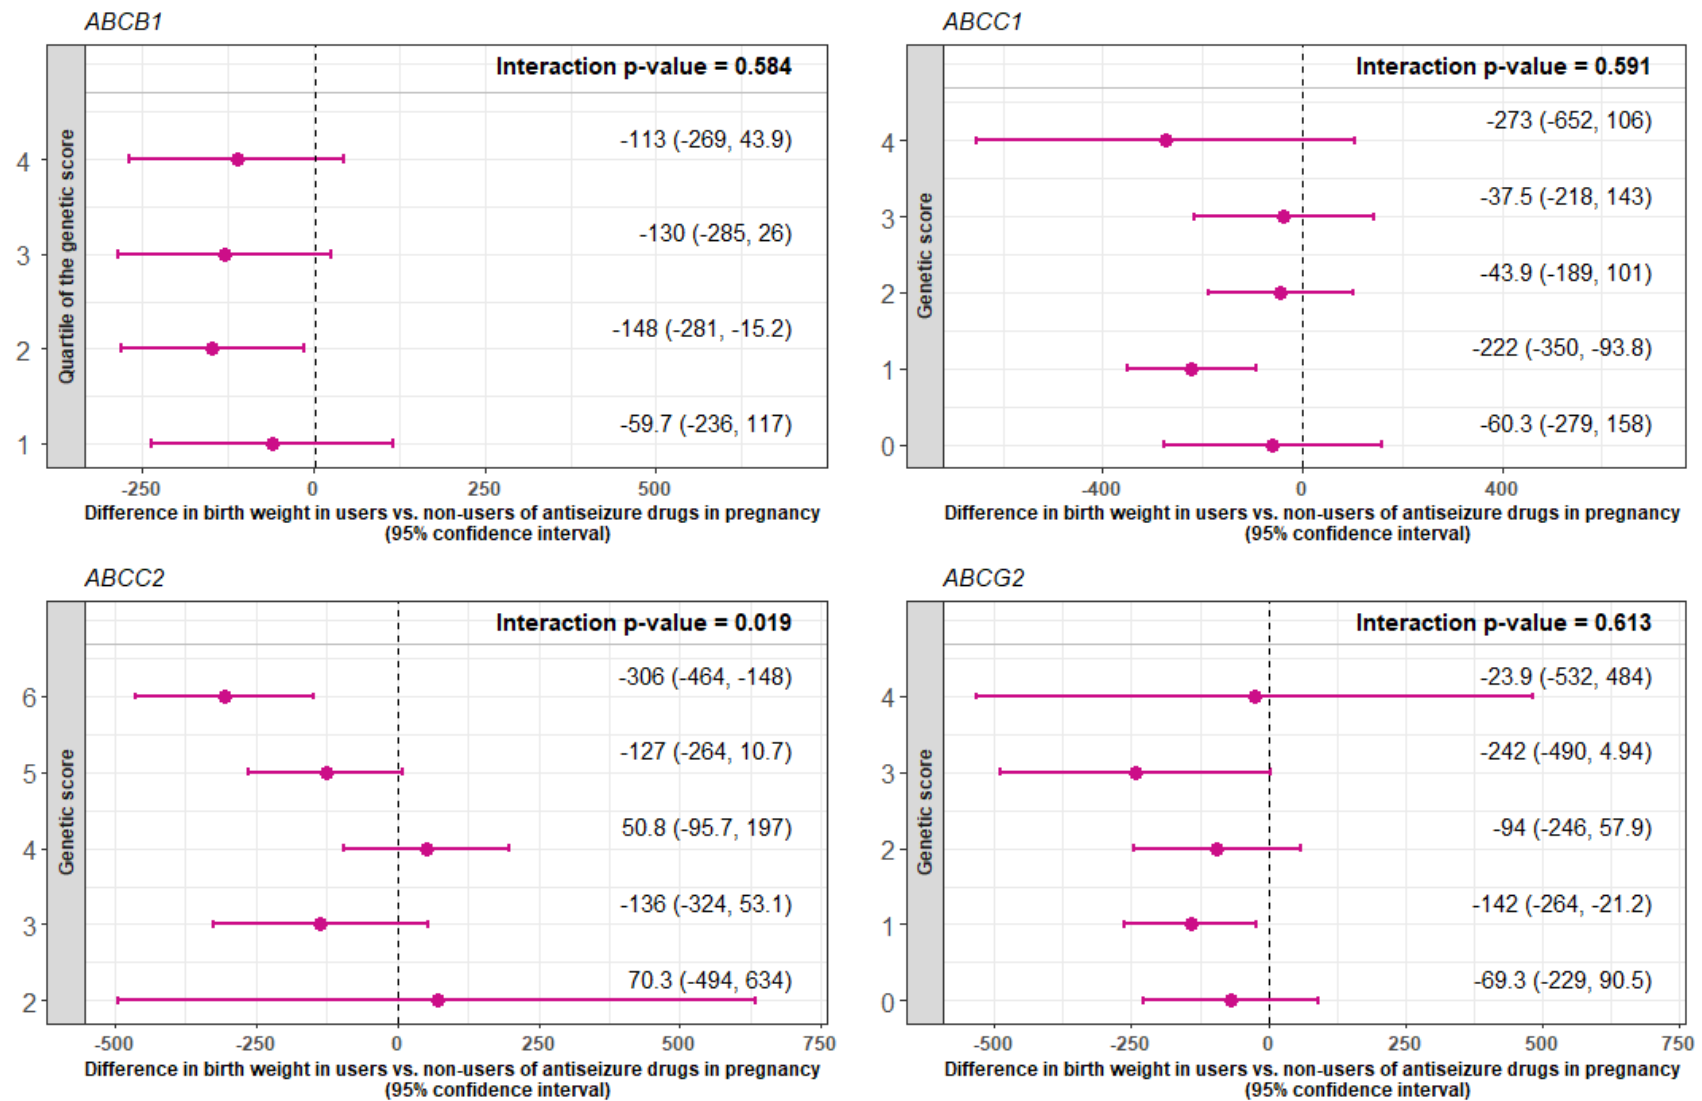 ABCB1
Interaction p-value = 0.584
Quartile of the genetic score
4
-113 (-269, 43.9)
3
-130 (-285, 26)
2
-148 (-281, -15.2)
1
-59.7 (-236, 117)
-250 0 250 500
Difference in birth weight in users vs. non-users of antiseizure drugs in pregnancy
(95% confidence interval)
ABCC1
Interaction p-value = 0.591
Genetic score
4
-273 (-652, 106)
3
-37.5 (-218, 143)
2
-43.9 (-189, 101)
1
-222 (-350, -93.8)
0
-60.3 (-279, 158)
-400 0 400
Difference in birth weight in users vs. non-users of antiseizure drugs in pregnancy
(95% confidence interval)
ABCC2
Interaction p-value = 0.019
Genetic score
6
-306 (-464, -148)
5
-127 (-264, 10.7)
4
50.8 (-95.7, 197)
3
-136 (-324, 53.1)
2
70.3 (-494, 634)
-500 -250 0 250 500 750
Difference in birth weight in users vs. non-users of antiseizure drugs in pregnancy
(95% confidence interval)
ABCG2
Interaction p-value = 0.613
Genetic score
4
-23.9 (-532, 484)
3
-242 (-490, 4.94)
2
-94 (-246, 57.9)
1
-142 (-264, -21.2)
0
-69.3 (-229, 90.5)
-500 -250 0 250 500 750
Difference in birth weight in users vs. non-users of antiseizure drugs in pregnancy
(95% confidence interval)